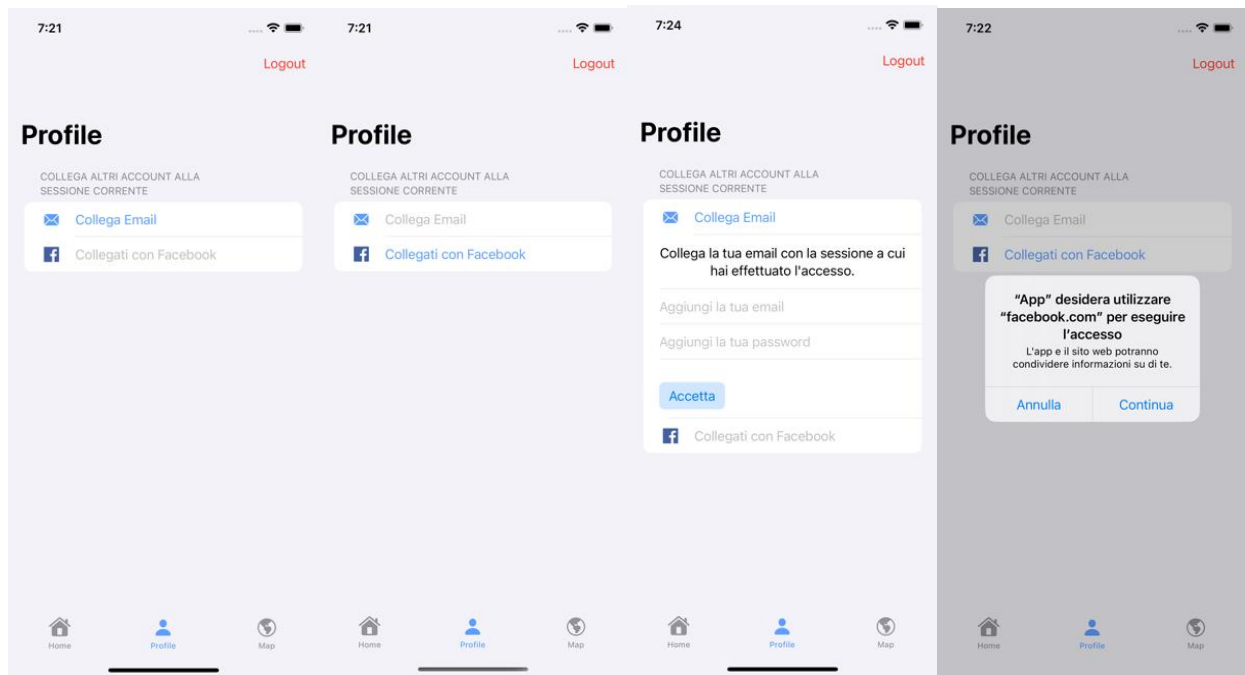 7:21
Logout
Profile
COLLEGA ALTRI ACCOUNT ALLA
SESSIONE CORRENTE
Collega Email
Collegati con Facebook
Home
Profile
Map
7:21
Logout
Profile
COLLEGA ALTRI ACCOUNT ALLA
SESSIONE CORRENTE
Collega Email
Collegati con Facebook
Home
Profile
Map
7:24
Logout
Profile
COLLEGA ALTRI ACCOUNT ALLA
SESSIONE CORRENTE
Collega Email
Collega la tua email con la sessione a cui
hai effettuato l'accesso.
Aggiungi la tua email
Aggiungi la tua password
Accetta
Collegati con Facebook
Home
Profile
Map
7:22
Logout
Profile
COLLEGA ALTRI ACCOUNT ALLA
SESSIONE CORRENTE
Collega Email
Collegati con Facebook
“App” desidera utilizzare
“facebook.com” per eseguire
l’accesso
L'app e il sito web potranno
condividere informazioni su di te.
Annulla
Continua
Home
Profile
Map